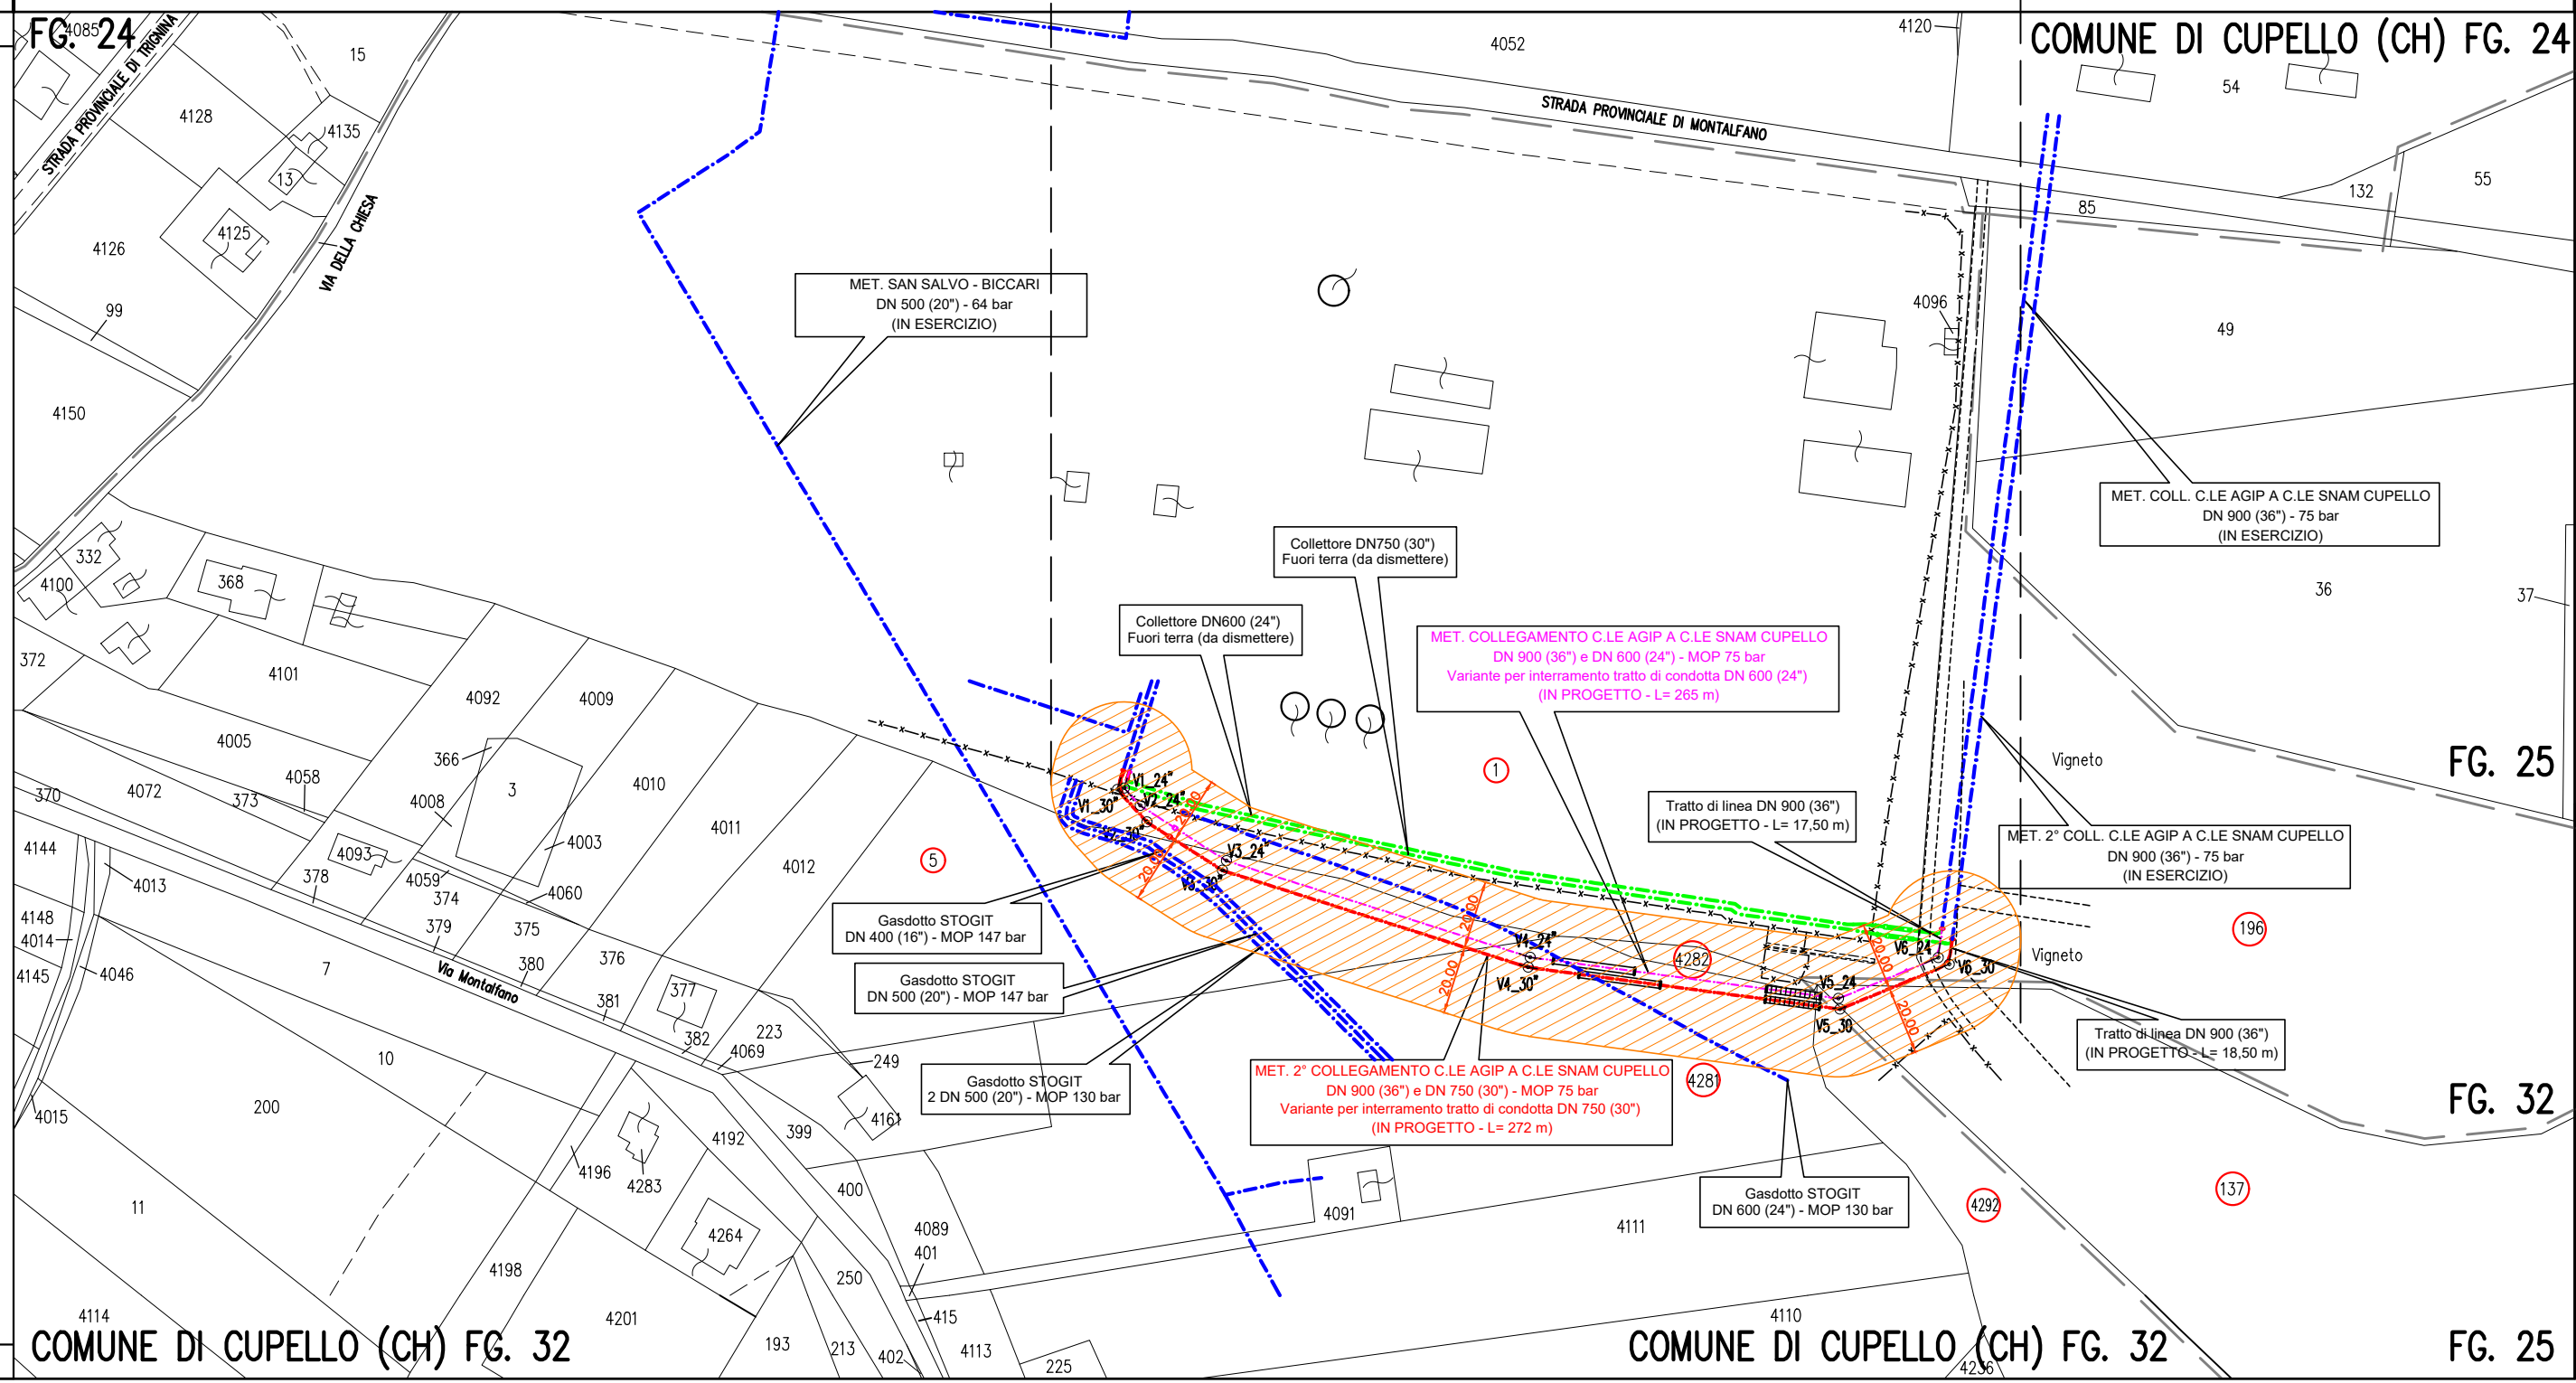 FG. 24
COMUNE DI CUPELLO (CH) FG. 24
4085
STRADA PROVINCIALE DI TRIGNINA
15
4128
4135
13
4125
4126
99
VIA DELLA CHIESA
4150
4052
4120
STRADA PROVINCIALE DI MONTALFANO
54
132
55
85
4096
49
MET. SAN SALVO - BICCARI
DN 500 (20") - 64 bar
(IN ESERCIZIO)
MET. COLL. C.LE AGIP A C.LE SNAM CUPELLO
DN 900 (36") - 75 bar
(IN ESERCIZIO)
36
37
Collettore DN750 (30")
Fuori terra (da dismettere)
Collettore DN600 (24")
Fuori terra (da dismettere)
MET. COLLEGAMENTO C.LE AGIP A C.LE SNAM CUPELLO
DN 900 (36") e DN 600 (24") - MOP 75 bar
Variante per interramento tratto di condotta DN 600 (24")
(IN PROGETTO - L= 265 m)
332
4100
368
372
4101
4092
4009
4005
366
3
4010
4058
4072
373
370
4008
4003
4011
4012
4144
4093
378
4059
374
4060
4013
379
375
376
4148
4014
4145
4046
7
380
Via Montalfano
381
377
382
223
4069
249
10
4015
200
4161
399
4192
4196
4283
400
11
4264
4089
401
4198
250
415
4114
4201
193
213
402
4113
225
1
5
Vigneto
FG. 25
Tratto di linea DN 900 (36")
(IN PROGETTO - L= 17,50 m)
MET. 2° COLL. C.LE AGIP A C.LE SNAM CUPELLO
DN 900 (36") - 75 bar
(IN ESERCIZIO)
196
Vigneto
V1_24"
V1_30"
V2_24"
V3_24"
V4_24"
V4_30"
V5_24
V5_30
V6_24
V6_30
20.00
20.00
20.00
20.00
20.00
20.00
4282
4281
Gasdotto STOGIT
DN 400 (16") - MOP 147 bar
Gasdotto STOGIT
DN 500 (20") - MOP 147 bar
Gasdotto STOGIT
2 DN 500 (20") - MOP 130 bar
MET. 2° COLLEGAMENTO C.LE AGIP A C.LE SNAM CUPELLO
DN 900 (36") e DN 750 (30") - MOP 75 bar
Variante per interramento tratto di condotta DN 750 (30")
(IN PROGETTO - L= 272 m)
Tratto di linea DN 900 (36")
(IN PROGETTO - L= 18,50 m)
FG. 32
Gasdotto STOGIT
DN 600 (24") - MOP 130 bar
4292
137
4091
4111
4110
4236
COMUNE DI CUPELLO (CH) FG. 32
COMUNE DI CUPELLO (CH) FG. 32
FG. 25